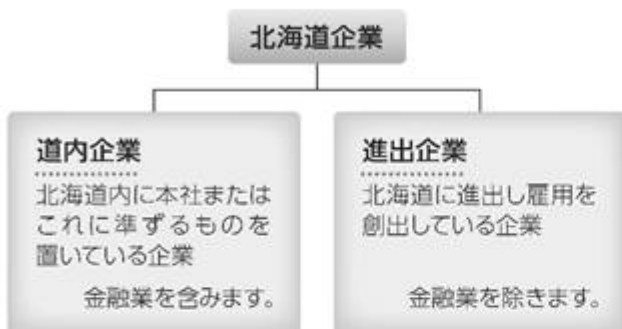 北海道企業
道内企業
北海道内に本社または
これに準ずるものを
置いている企業
金融業を含みます。
進出企業
北海道に進出し雇用を
創出している企業
金融業を除きます。